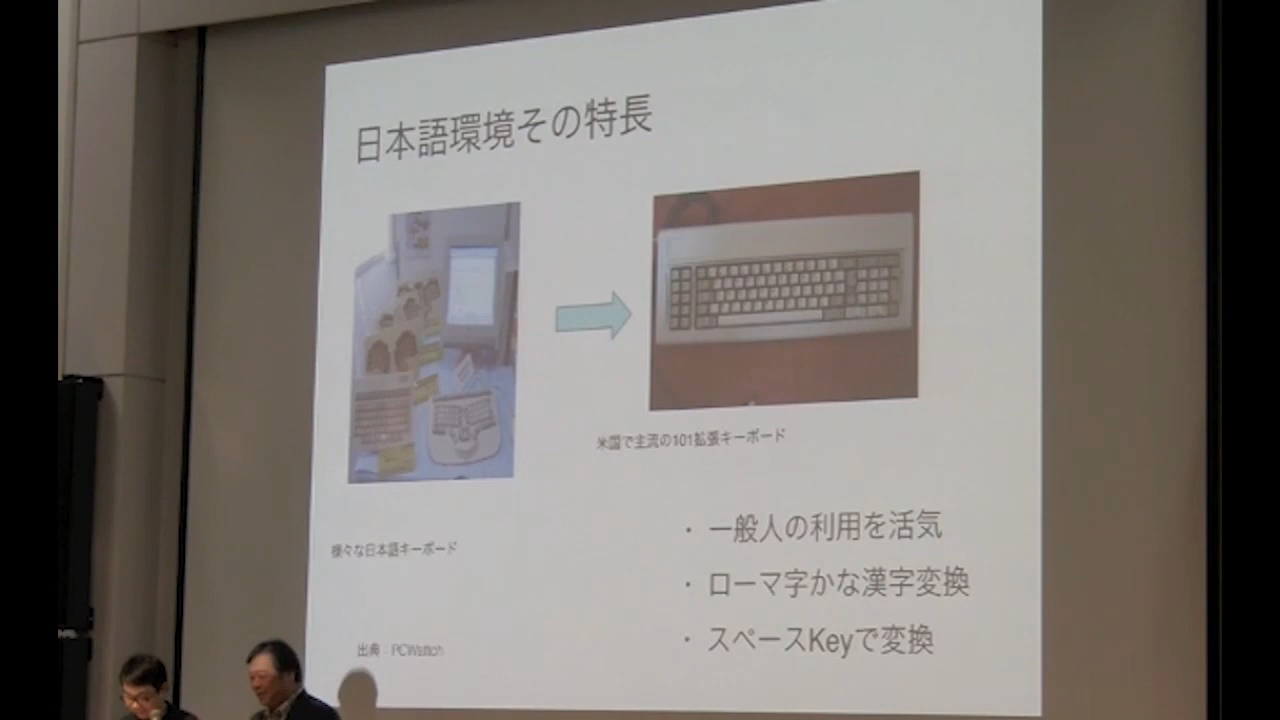 日本語環境その特長
米国で主流の101拡張キーボード
・ 一般人の利用を活気
様々な日本語キーボード
・ ローマ字かな漢字変換
・ スペースKeyで変換
出典：PCWattch